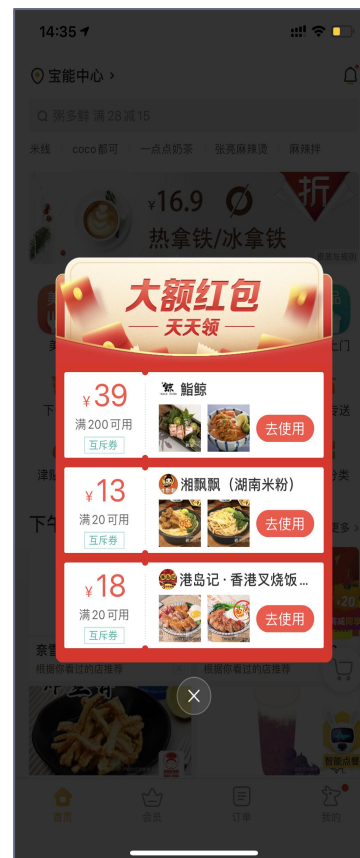 14:35
宝能中心 ›
粥多鲜 满28减15
米线 coco都可 一点点奶茶 张亮麻辣烫 麻辣拌
¥16.9
折
热拿铁/冰拿铁
大额红包
天天领
¥39
满200可用
互斥券
鮨鲸
去使用
¥13
满20可用
互斥券
湘飘飘（湖南米粉）
去使用
¥18
满20可用
互斥券
港岛记·香港叉烧饭...
去使用
下午
更多 ›
根据你看过的店推荐
根据你看过的店推荐
智能点餐
首页
会员
订单
我的